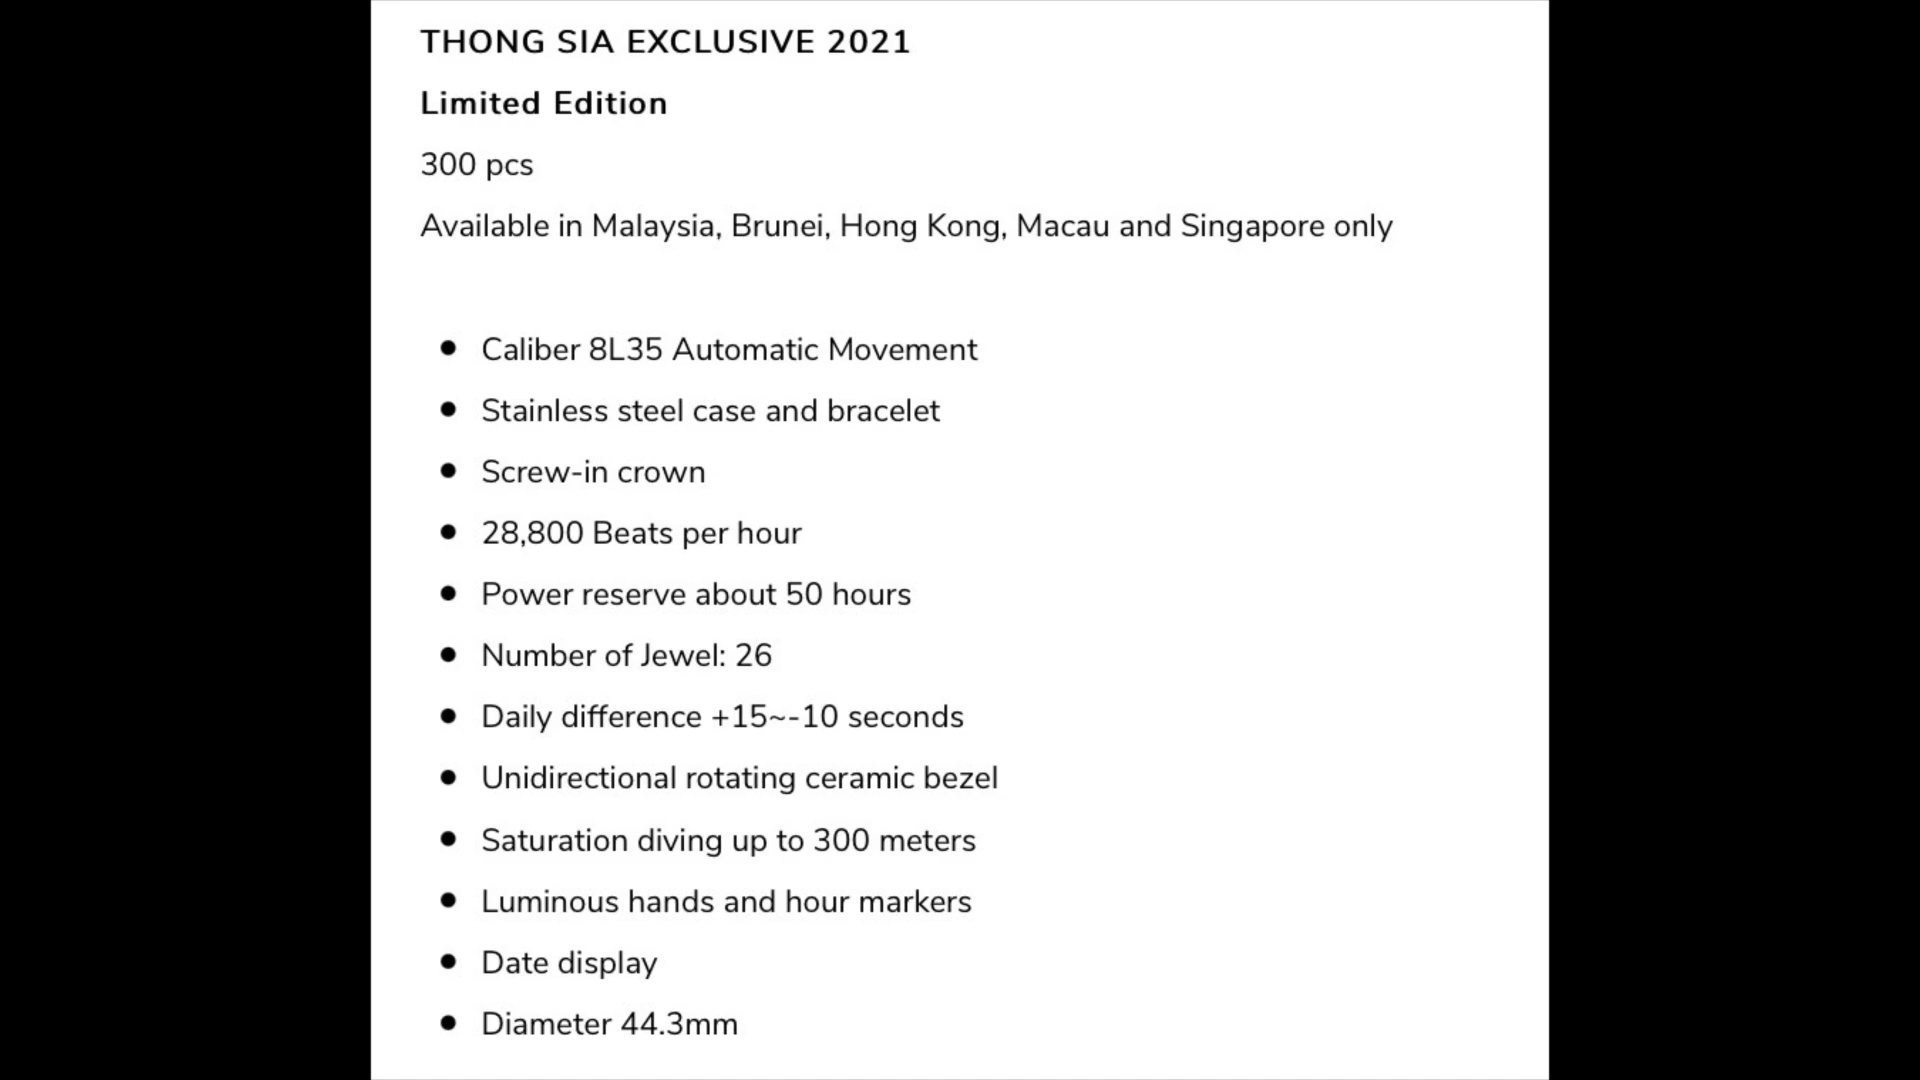 THONG SIA EXCLUSIVE 2021
Limited Edition
300 pcs
Available in Malaysia, Brunei, Hong Kong, Macau and Singapore only
● Caliber 8L35 Automatic Movement
● Stainless steel case and bracelet
● Screw-in crown
● 28,800 Beats per hour
● Power reserve about 50 hours
● Number of Jewel: 26
● Daily difference +15~-10 seconds
● Unidirectional rotating ceramic bezel
● Saturation diving up to 300 meters
● Luminous hands and hour markers
● Date display
● Diameter 44.3mm